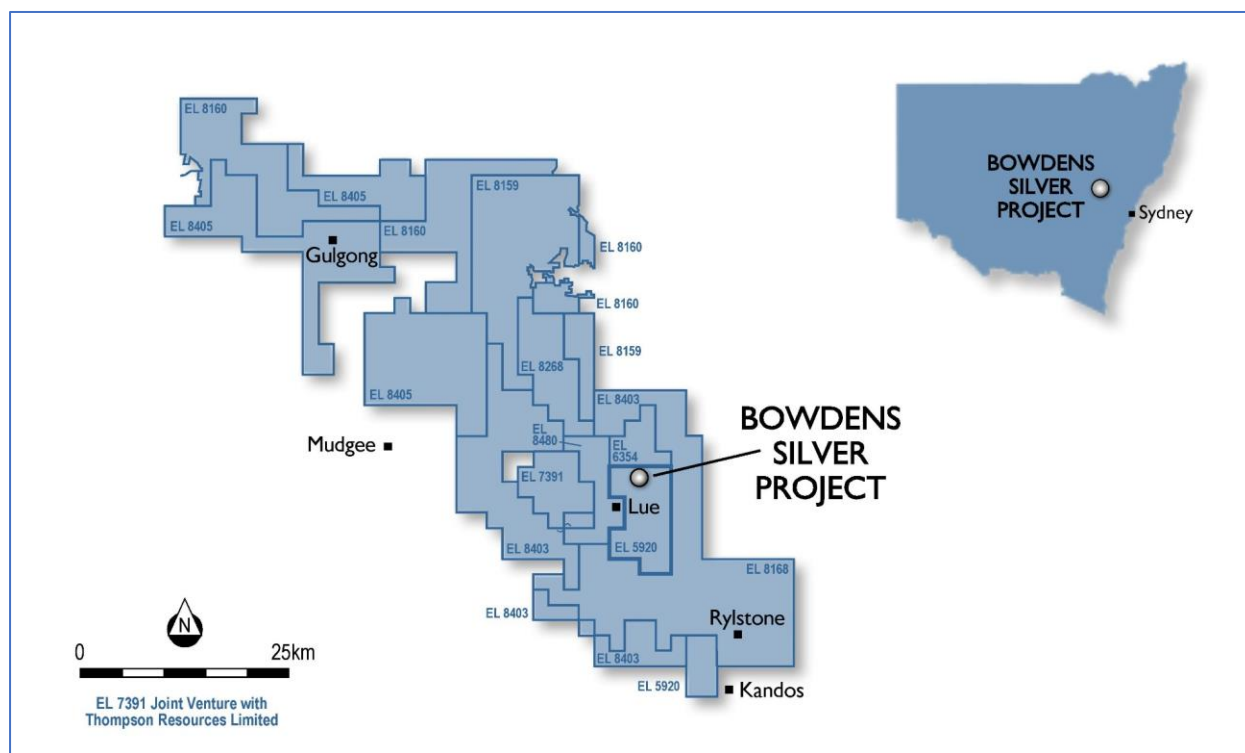 EL 8160
EL 8405
EL 8159
EL 8405
EL 8160
Gulgong
EL 8160
EL 8160
EL 8159
EL 8268
EL 8405
EL 8403
Mudgee
EL
8480
EL
6354
EL 7391
Lue
EL 8403
EL 5920
EL 8168
EL 8403
Rylstone
EL 8403
EL 5920
Kandos
BOWDENS
SILVER
PROJECT
BOWDENS
SILVER
PROJECT
Sydney
N
0 25km
EL 7391 Joint Venture with
Thompson Resources Limited